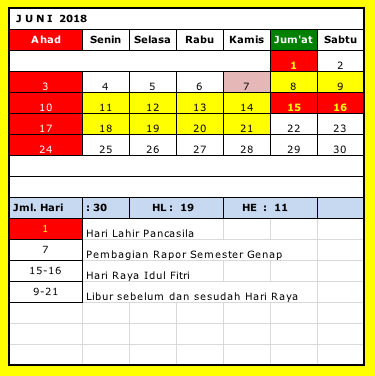 JUNI 2018
Ahad Senin Selasa Rabu Kamis Jum'at Sabtu
1 2
3 4 5 6 7 8 9
10 11 12 13 14 15 16
17 18 19 20 21 22 23
24 25 26 27 28 29 30
Jml. Hari : 30 HL : 19 HE : 11
1 Hari Lahir Pancasila
7 Pembagian Rapor Semester Genap
15-16 Hari Raya Idul Fitri
9-21 Libur sebelum dan sesudah Hari Raya